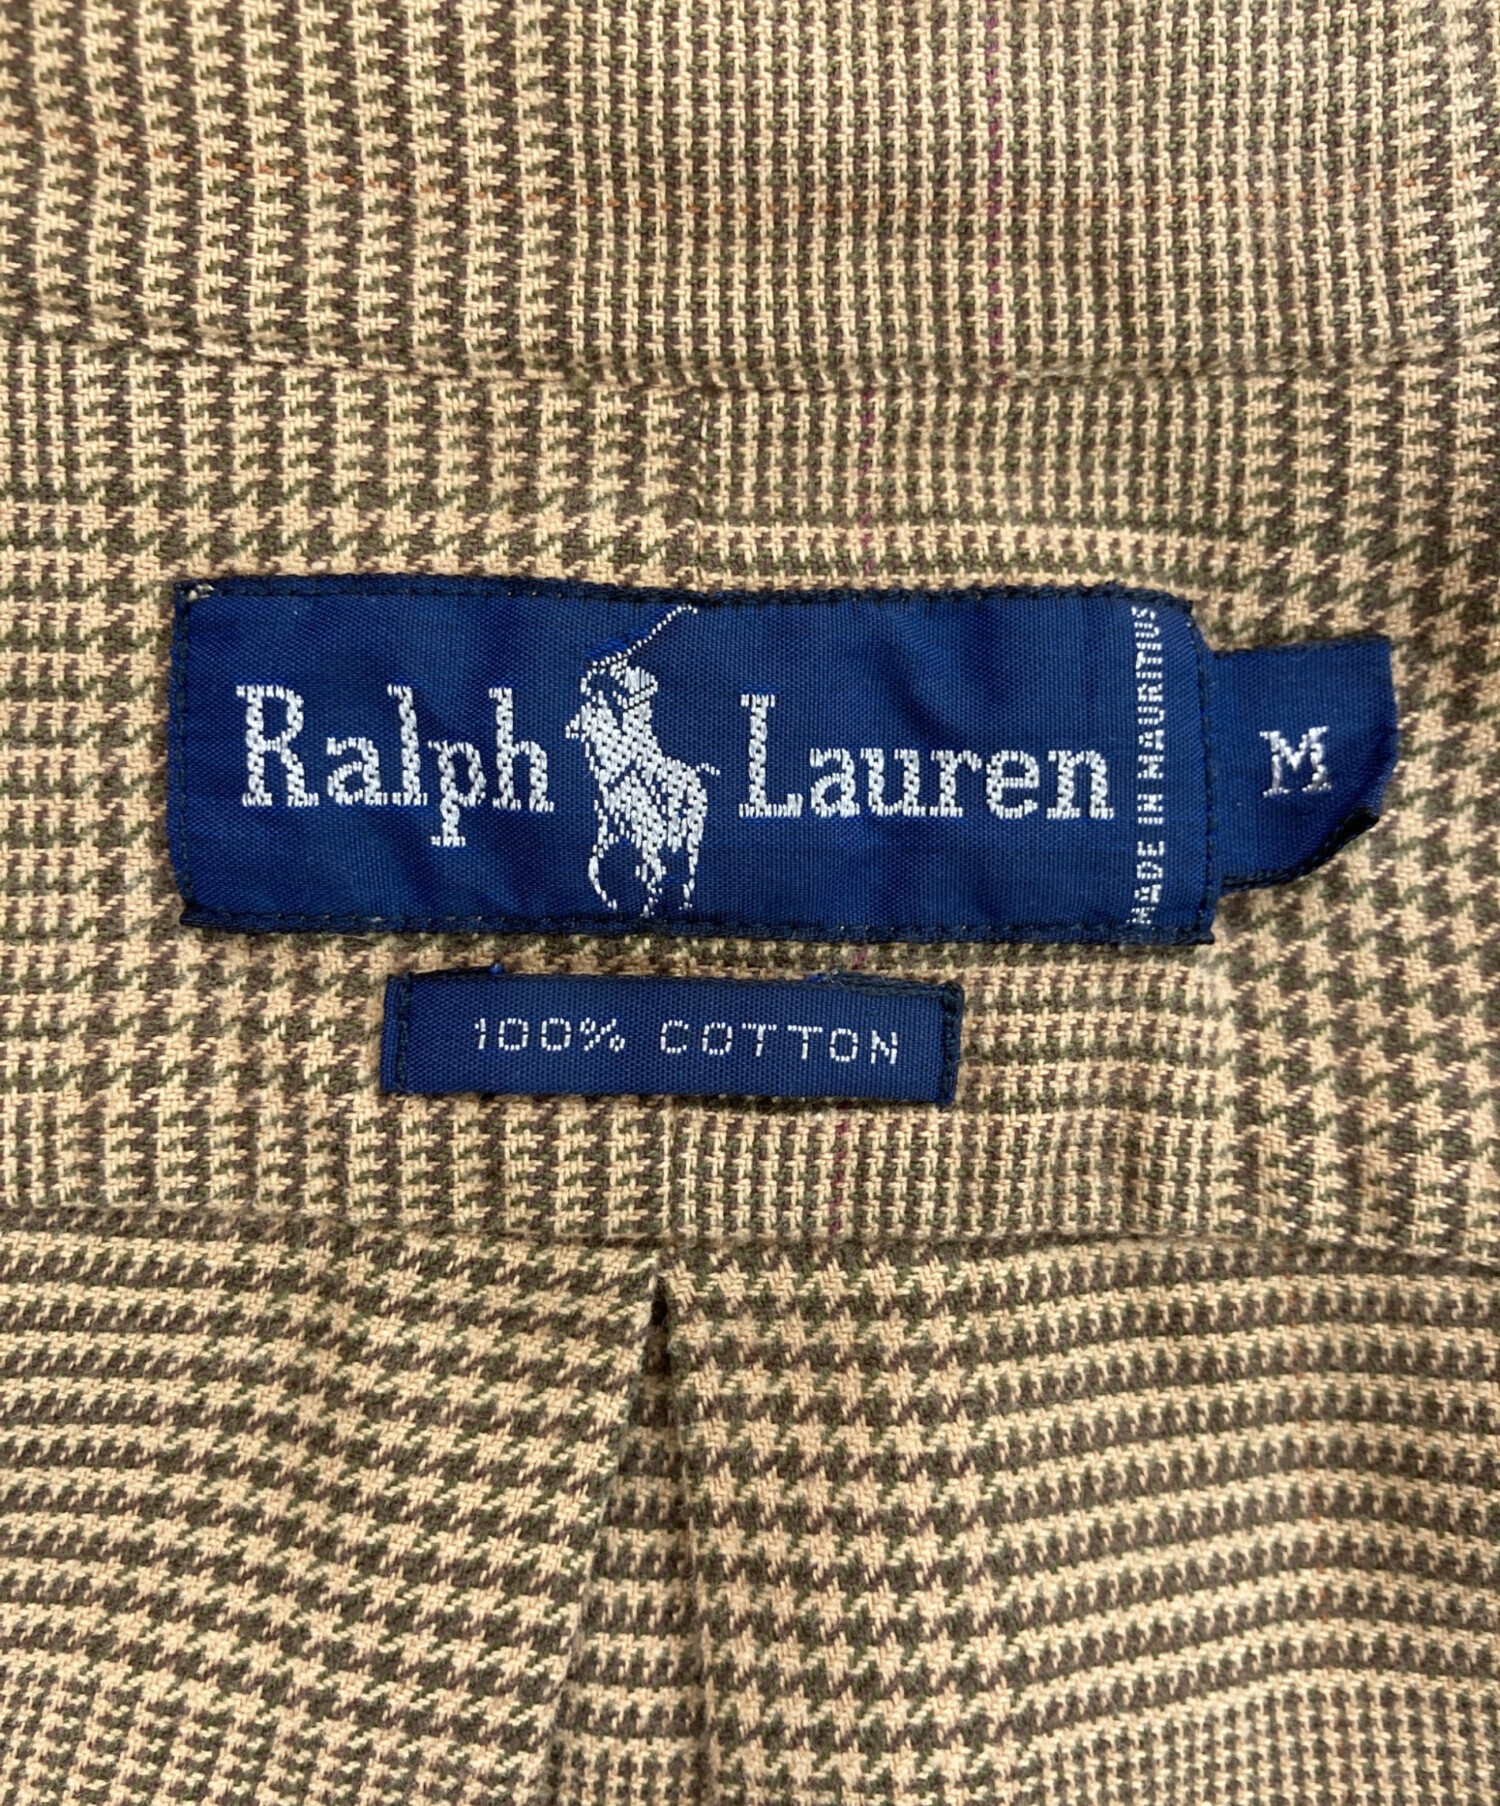 Ralph Lauren
MADE IN MAURITIUS
M
100% COTTON